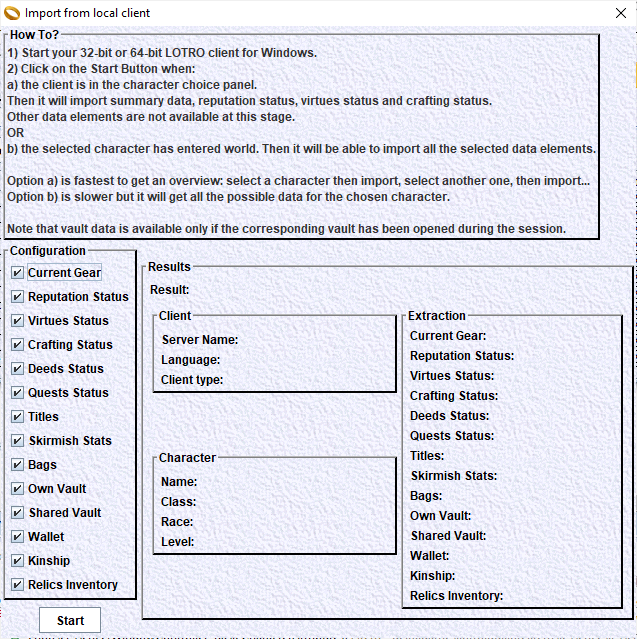 Import from local client
How To?
1) Start your 32-bit or 64-bit LOTRO client for Windows.
2) Click on the Start Button when:
a) the client is in the character choice panel.
Then it will import summary data, reputation status, virtues status and crafting status.
Other data elements are not available at this stage.
OR
b) the selected character has entered world. Then it will be able to import all the selected data elements.
Option a) is fastest to get an overview: select a character then import, select another one, then import...
Option b) is slower but it will get all the possible data for the chosen character.
Note that vault data is available only if the corresponding vault has been opened during the session.
Configuration
Current Gear
Reputation Status
Virtues Status
Crafting Status
Deeds Status
Quests Status
Titles
Skirmish Stats
Bags
Own Vault
Shared Vault
Wallet
Kinship
Relics Inventory
Start
Results
Result:
Client
Server Name:
Language:
Client type:
Character
Name:
Class:
Race:
Level:
Extraction
Current Gear:
Reputation Status:
Virtues Status:
Crafting Status:
Deeds Status:
Quests Status:
Titles:
Skirmish Stats:
Bags:
Own Vault:
Shared Vault:
Wallet:
Kinship:
Relics Inventory: